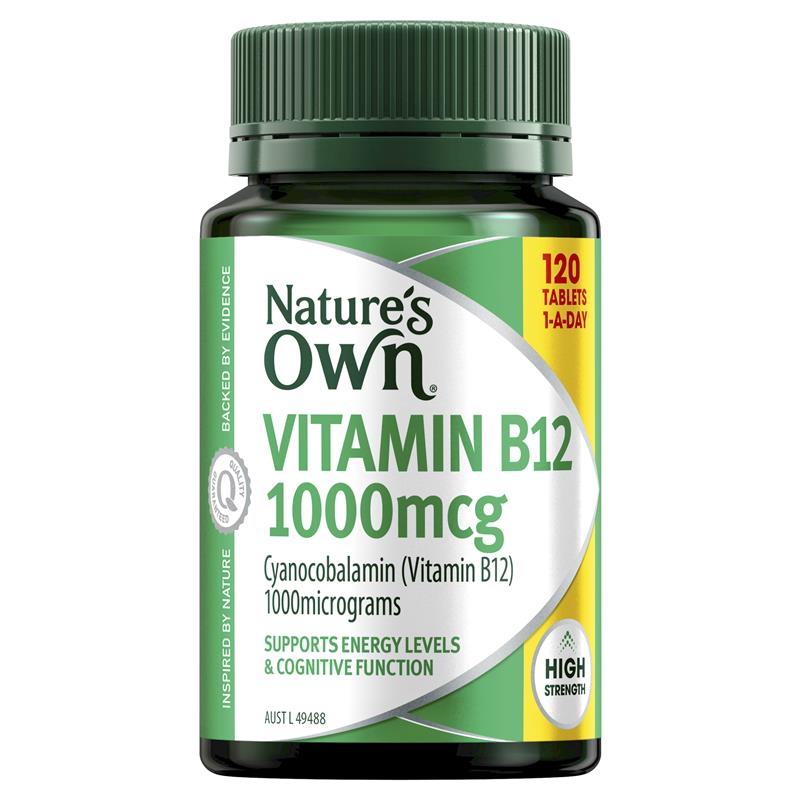 Nature's
Own®
VITAMIN B12
1000mcg
Cyanocobalamin (Vitamin B12)
1000micrograms
SUPPORTS ENERGY LEVELS
& COGNITIVE FUNCTION
AUST L 49488
120
TABLETS
1-A-DAY
HIGH
STRENGTH
INSPIRED BY NATURE
QUALITY
Q
GUARANTEED
BACKED BY EVIDENCE